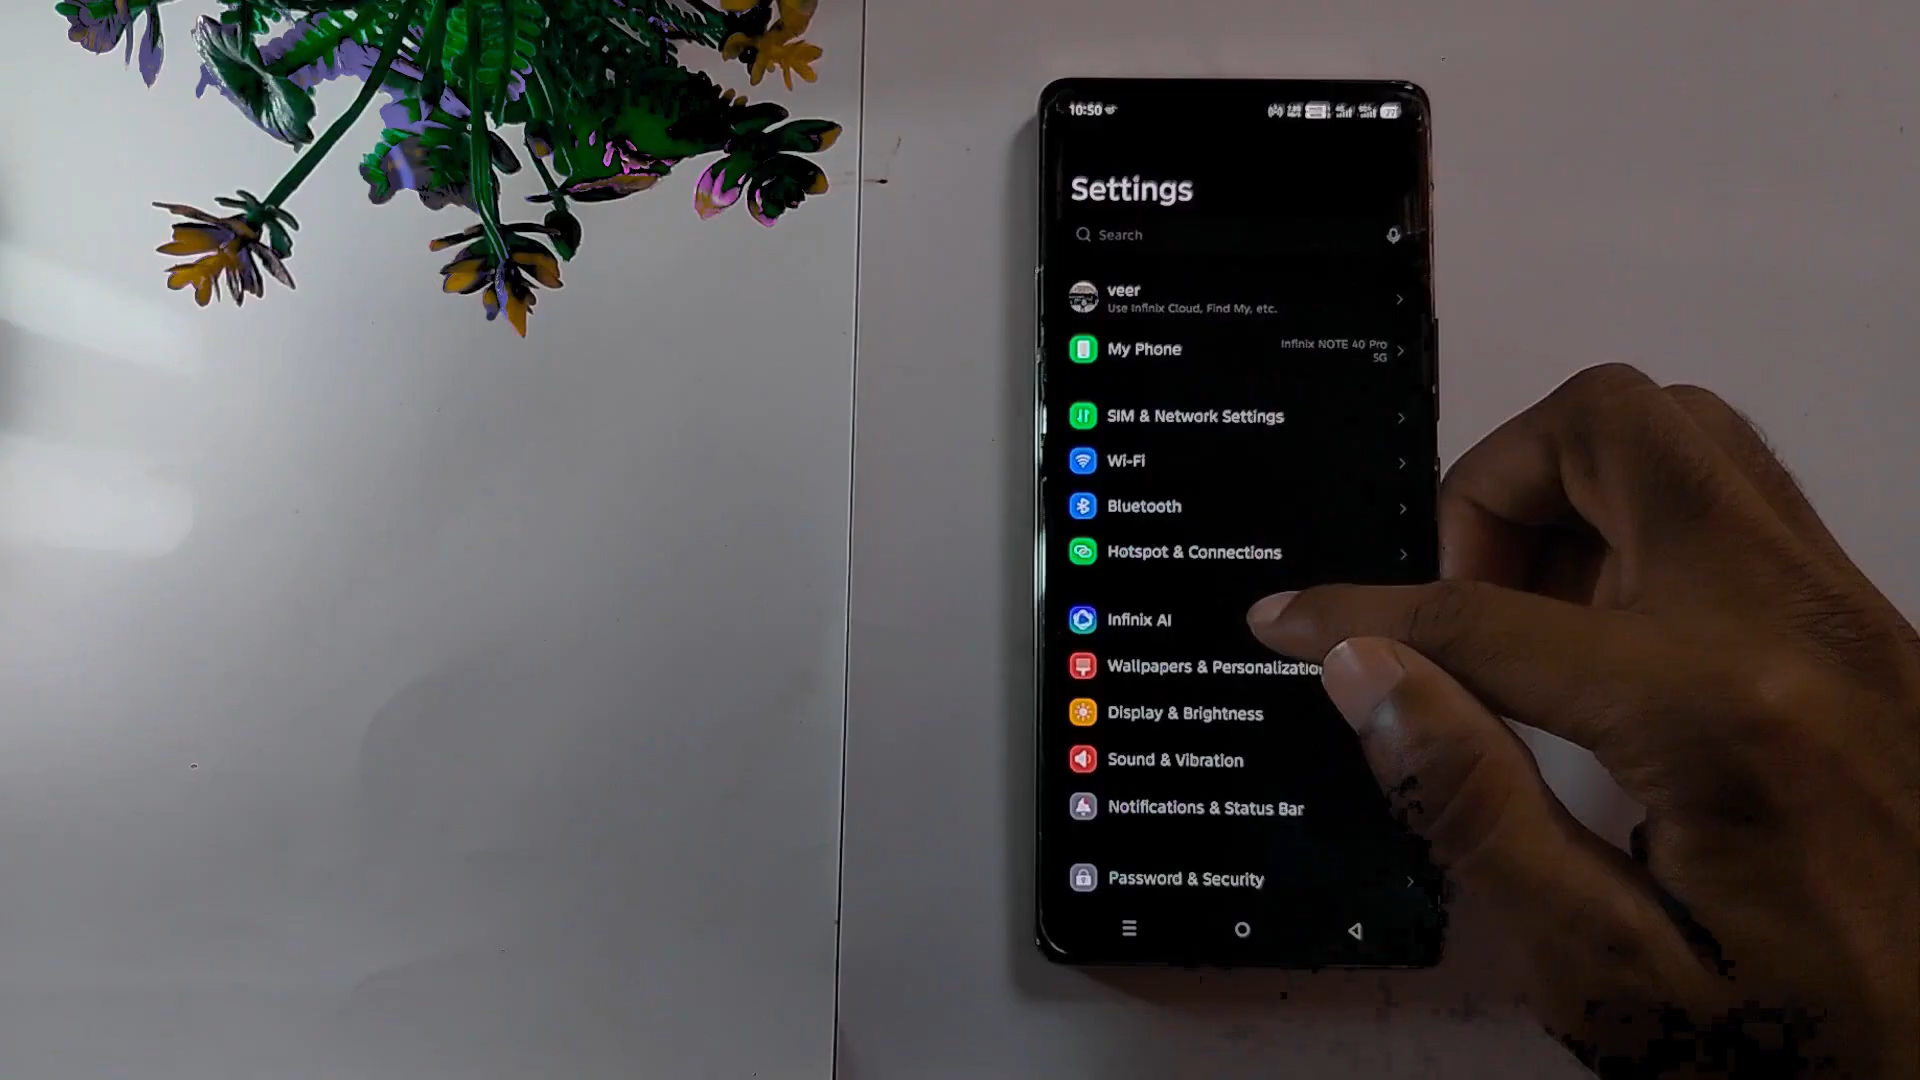 10:50
77
Settings
Search
veer
Use Infinix Cloud, Find My, etc.
My Phone
Infinix NOTE 40 Pro
5G
SIM & Network Settings
Wi-Fi
Bluetooth
Hotspot & Connections
Infinix AI
Wallpapers & Personalization
Display & Brightness
Sound & Vibration
Notifications & Status Bar
Password & Security